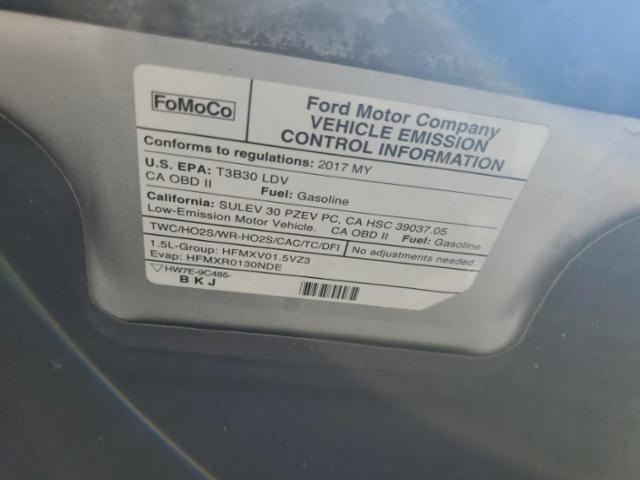 FoMoCo
Ford Motor Company
VEHICLE EMISSION
CONTROL INFORMATION
Conforms to regulations: 2017 MY
U.S. EPA: T3B30 LDV
CA OBD II Fuel: Gasoline
California: SULEV 30 PZEV PC, CA HSC 39037.05
Low-Emission Motor Vehicle. CA OBD II Fuel: Gasoline
TWC/HO2S/WR-HO2S/CAC/TC/DFI No adjustments needed.
1.5L-Group: HFMXV01.5VZ3
Evap: HFMXR0130NDE
HW7E-9C485-
BKJ